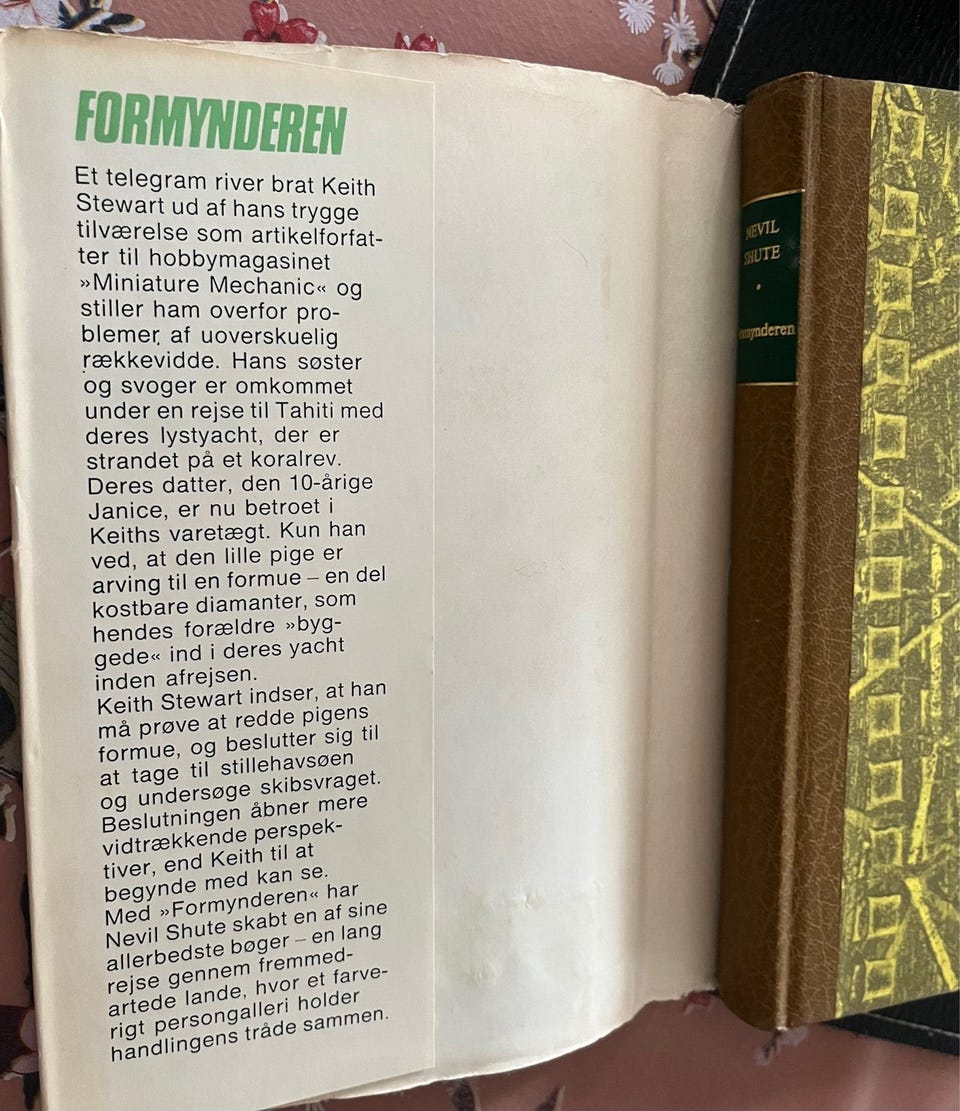 FORMYNDEREN
Et telegram river brat Keith
Stewart ud af hans trygge
tilværelse som artikelforfat-
ter til hobbymagasinet
»Miniature Mechanic« og
stiller ham overfor pro-
blemer af uoverskuelig
rækkevidde. Hans søster
og svoger er omkommet
under en rejse til Tahiti med
deres lystyacht, der er
strandet på et koralrev.
Deres datter, den 10-årige
Janice, er nu betroet i
Keiths varetægt. Kun han
ved, at den lille pige er
arving til en formue – en del
kostbare diamanter, som
hendes forældre »byg-
gede« ind i deres yacht
inden afrejsen.
Keith Stewart indser, at han
må prøve at redde pigens
formue, og beslutter sig til
at tage til stillehavsøen
og undersøge skibsvraget.
Beslutningen åbner mere
vidtrækkende perspek-
tiver, end Keith til at
begynde med kan se.
Med »Formynderen« har
Nevil Shute skabt en af sine
allerbedste bøger – en lang
rejse gennem fremmed-
artede lande, hvor et farve-
rigt persongalleri holder
handlingens tråde sammen.
NEVIL
SHUTE
•
Formynderen